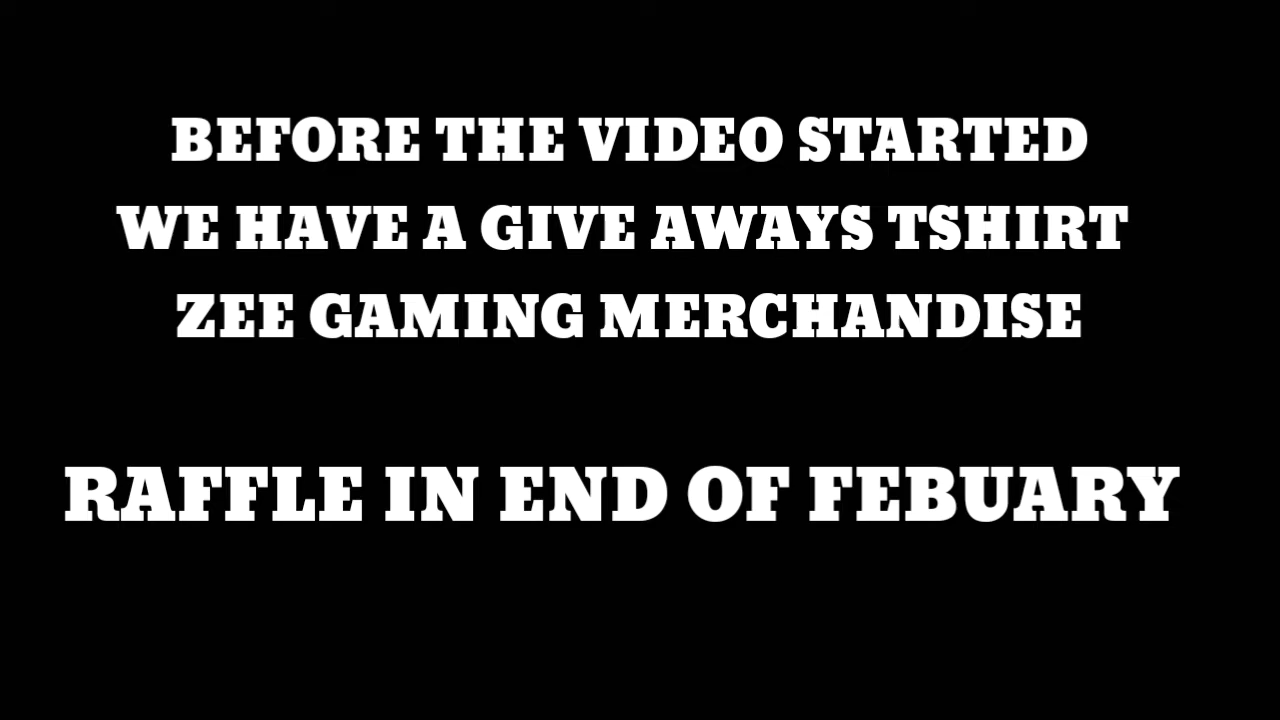 BEFORE THE VIDEO STARTED
WE HAVE A GIVE AWAYS TSHIRT
ZEE GAMING MERCHANDISE
RAFFLE IN END OF FEBUARY